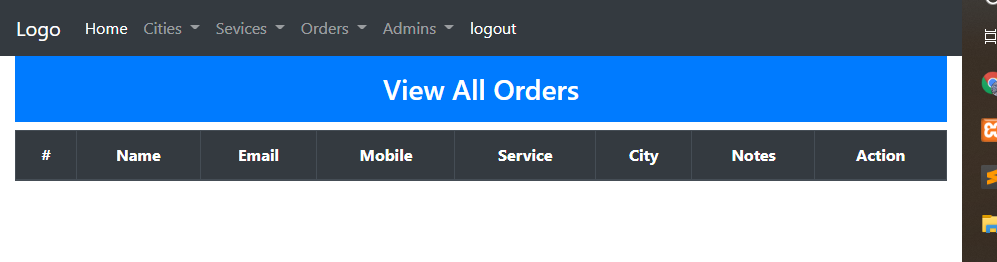 Logo Home Cities Sevices Orders Admins logout
View All Orders
# Name Email Mobile Service City Notes Action